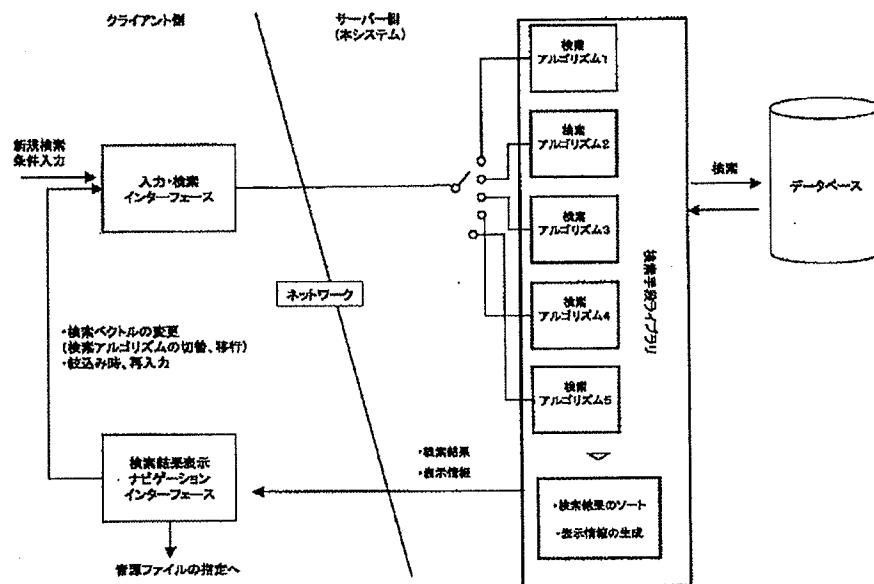 クライアント側
サーバー側
(本システム)
検索
アルゴリズム1
検索
アルゴリズム2
検索
アルゴリズム3
検索
アルゴリズム4
検索
アルゴリズム5
検索手段ライブラリ
新規検索
条件入力
入力・検索
インターフェース
検索
データベース
ネットワーク
・検索ベクトルの変更
(検索アルゴリズムの切替、移行)
・絞込み時、再入力
検索結果表示
ナビゲーション
インターフェース
・検索結果
・表示情報
・検索結果のソート
・表示情報の生成
音源ファイルの指定へ